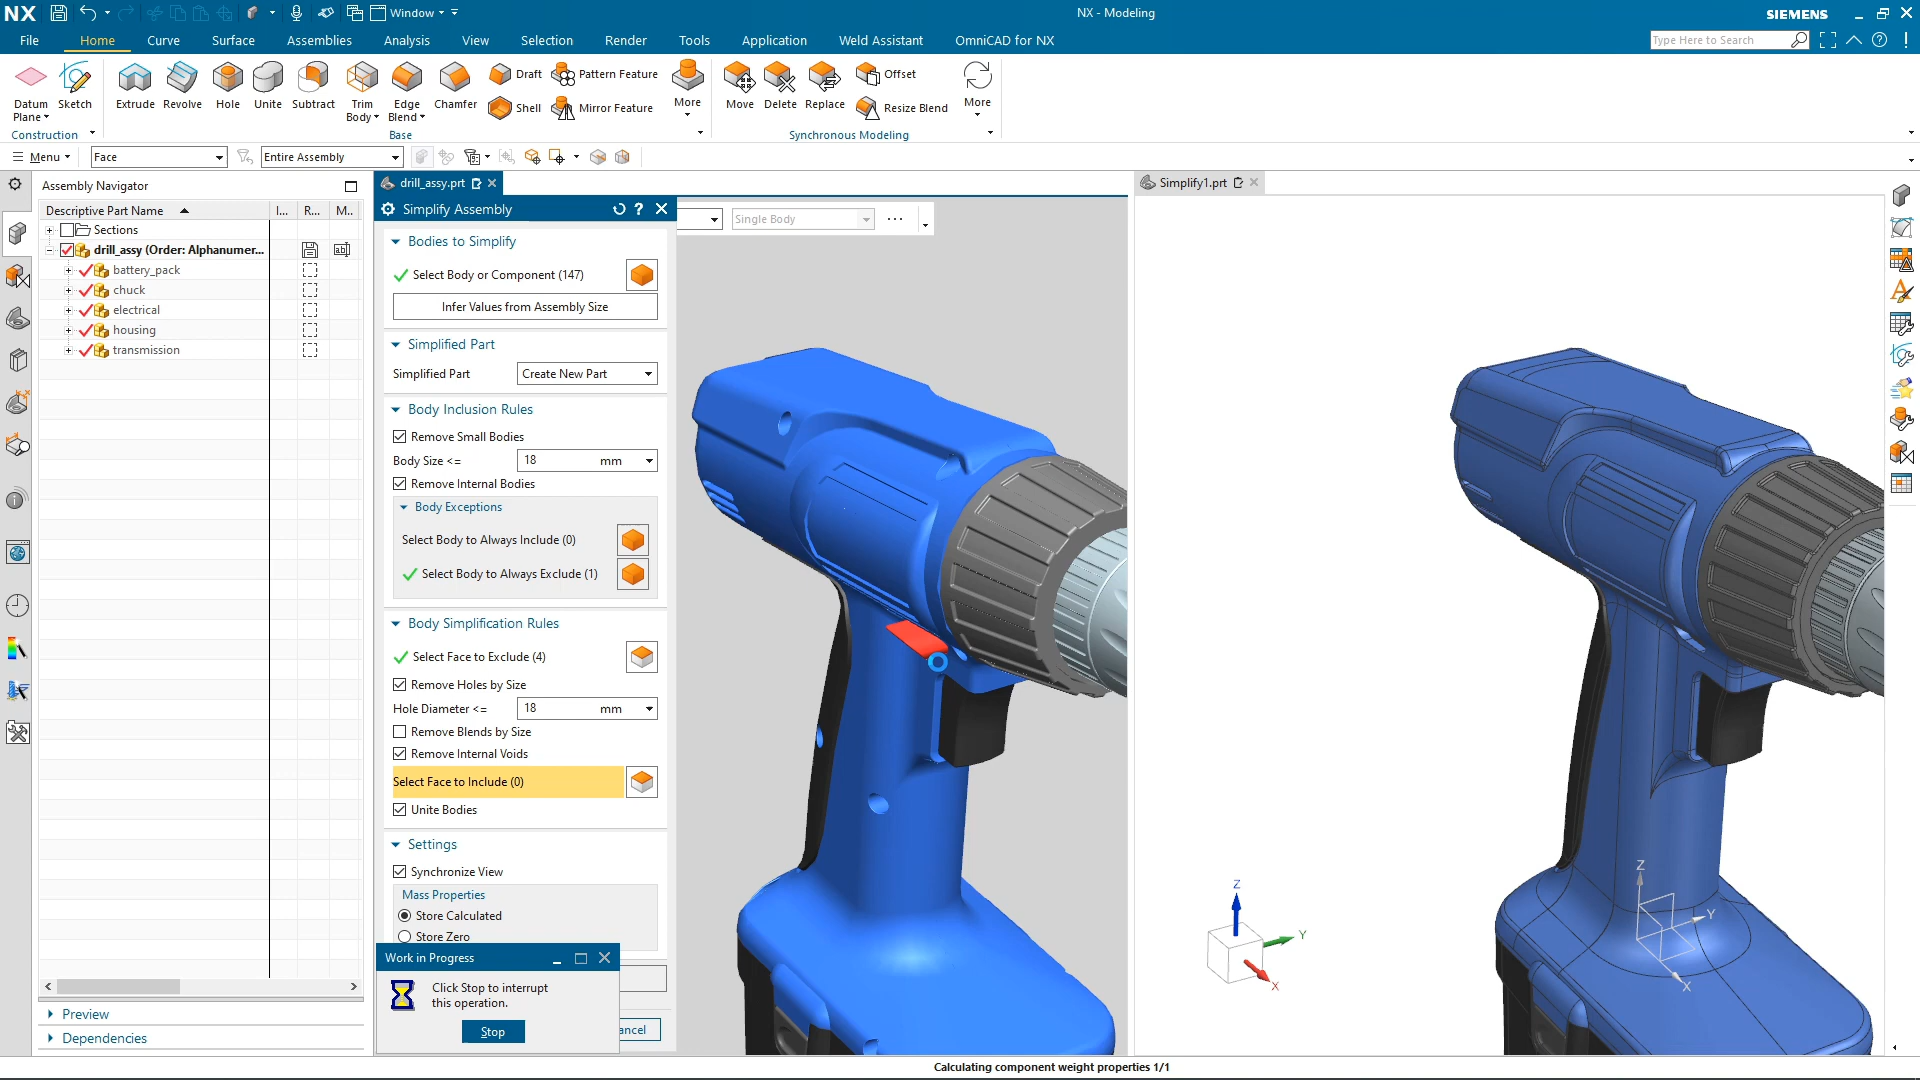 NX
Window
NX - Modeling
SIEMENS
File Home Curve Surface Assemblies Analysis View Selection Render Tools Application Weld Assistant OmniCAD for NX
Type Here to Search
Datum Plane
Sketch
Extrude
Revolve
Hole
Unite
Subtract
Trim Body
Edge Blend
Chamfer
Draft
Shell
Pattern Feature
Mirror Feature
More
Move
Delete
Replace
Offset
Resize Blend
More
Construction
Base
Synchronous Modeling
Menu
Face
Entire Assembly
Assembly Navigator
Descriptive Part Name I... R... M..
Sections
drill_assy (Order: Alphanumer...
battery_pack
chuck
electrical
housing
transmission
Preview
Dependencies
drill_assy.prt
Simplify Assembly
Single Body
Bodies to Simplify
Select Body or Component (147)
Infer Values from Assembly Size
Simplified Part
Simplified Part Create New Part
Body Inclusion Rules
Remove Small Bodies
Body Size <= 18 mm
Remove Internal Bodies
Body Exceptions
Select Body to Always Include (0)
Select Body to Always Exclude (1)
Body Simplification Rules
Select Face to Exclude (4)
Remove Holes by Size
Hole Diameter <= 18 mm
Remove Blends by Size
Remove Internal Voids
Select Face to Include (0)
Unite Bodies
Settings
Synchronize View
Mass Properties
Store Calculated
Store Zero
Work in Progress
Click Stop to interrupt
this operation.
Stop
ancel
Simplify1.prt
Z
Y
X
Z
Y
X
Calculating component weight properties 1/1